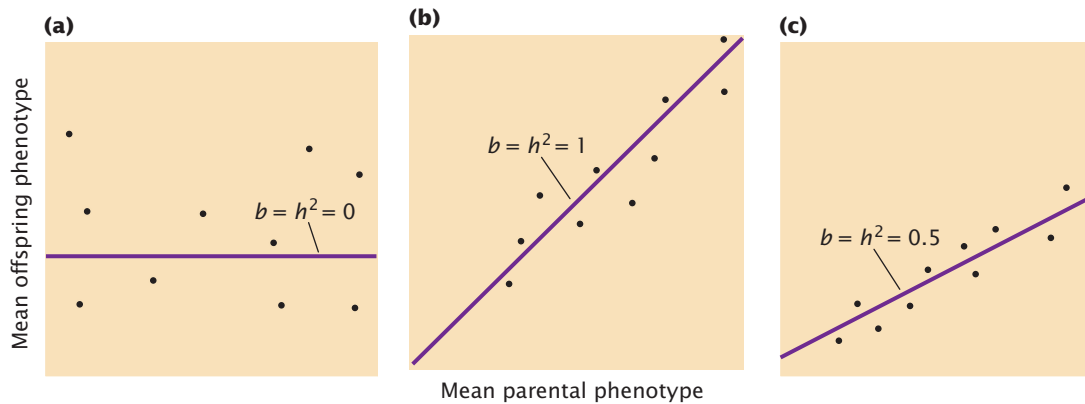 (a)
(b)
(c)
Mean offspring phenotype
b = h² = 0
b = h² = 1
b = h² = 0.5
Mean parental phenotype